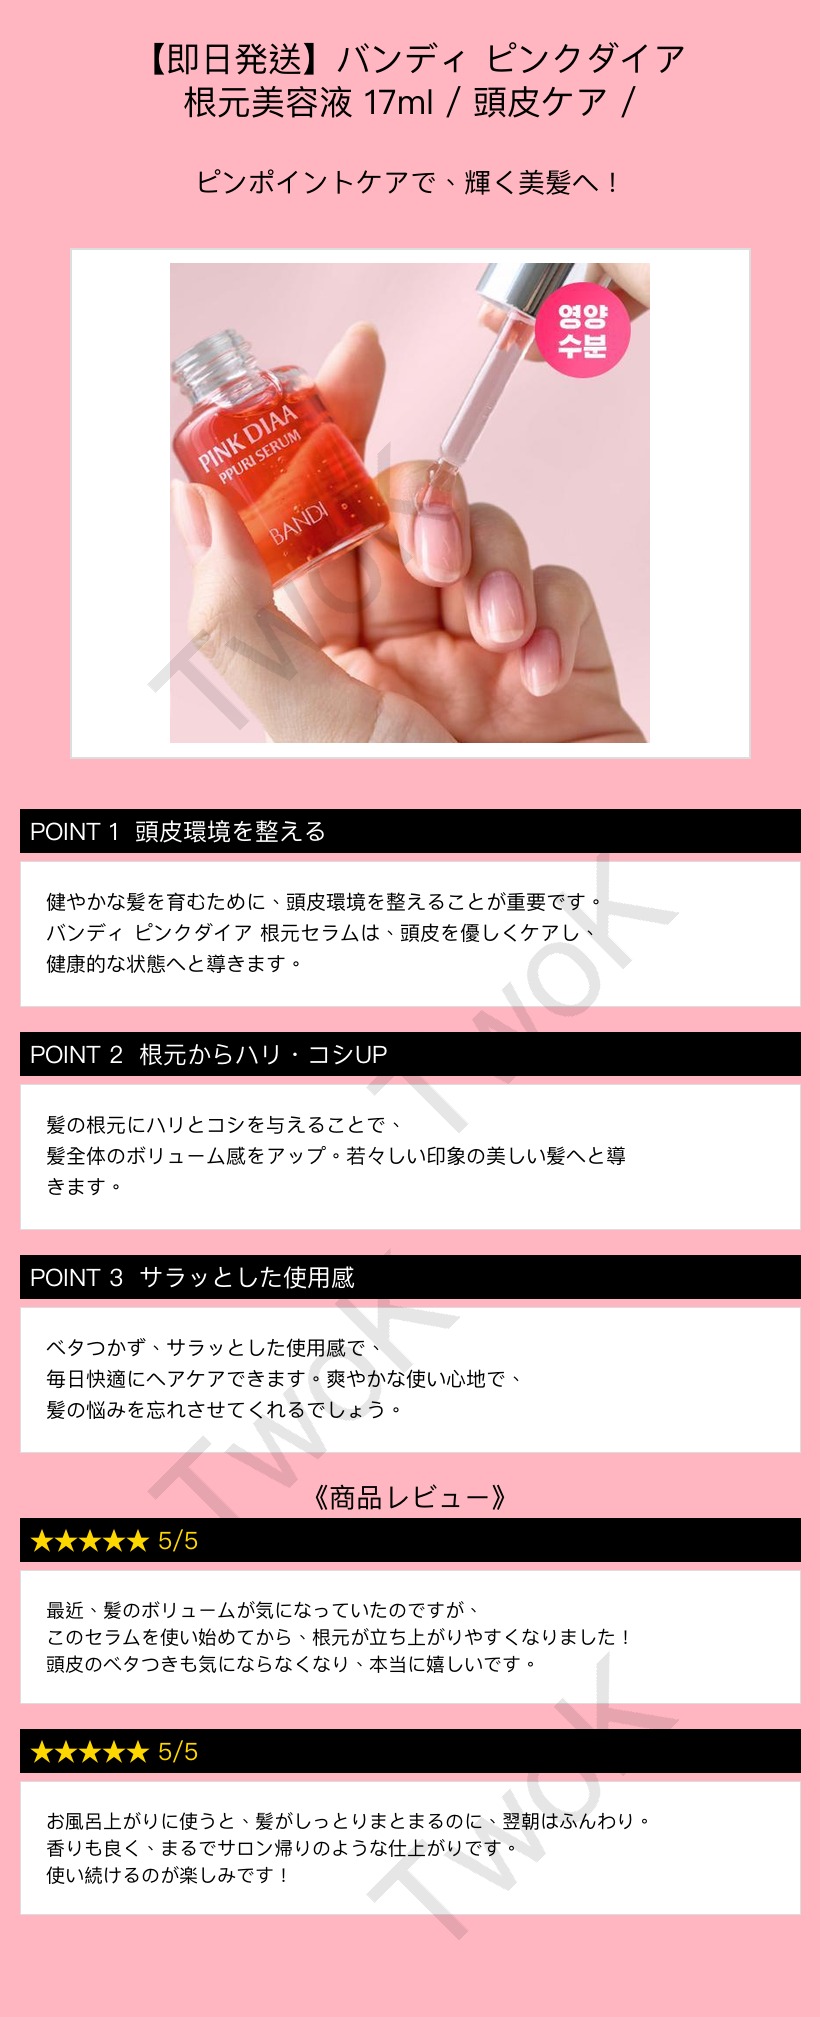 【即日発送】バンディ ピンクダイア
根元美容液 17ml / 頭皮ケア /
ピンポイントケアで、輝く美髪へ！
영양
수분
PINK DIAA
PPURI SERUM
BANDI
TwoK
POINT 1 頭皮環境を整える
健やかな髪を育むために、頭皮環境を整えることが重要です。
バンディ ピンクダイア 根元セラムは、頭皮を優しくケアし、
健康的な状態へと導きます。
TwoK
POINT 2 根元からハリ・コシUP
髪の根元にハリとコシを与えることで、
髪全体のボリューム感をアップ。若々しい印象の美しい髪へと導
きます。
POINT 3 サラッとした使用感
ベタつかず、サラッとした使用感で、
毎日快適にヘアケアできます。爽やかな使い心地で、
髪の悩みを忘れさせてくれるでしょう。
TwoK
《商品レビュー》
★★★★★ 5/5
最近、髪のボリュームが気になっていたのですが、
このセラムを使い始めてから、根元が立ち上がりやすくなりました！
頭皮のベタつきも気にならなくなり、本当に嬉しいです。
★★★★★ 5/5
お風呂上がりに使うと、髪がしっとりまとまるのに、翌朝はふんわり。
香りも良く、まるでサロン帰りのような仕上がりです。
使い続けるのが楽しみです！
TwoK